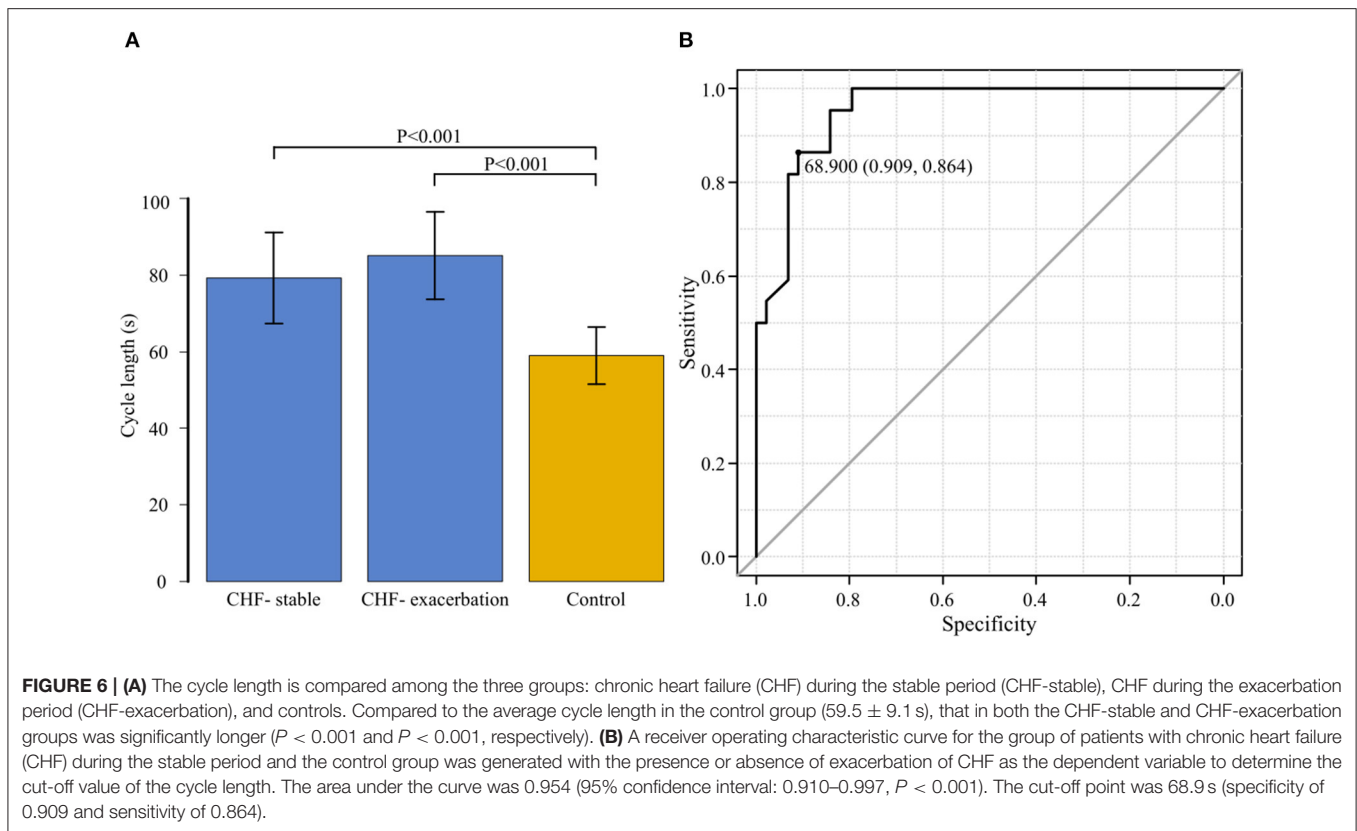 A
B
P<0.001
P<0.001
100
80
60
40
20
0
Cycle length (s)
CHF- stable
CHF- exacerbation
Control
1.0
0.8
0.6
0.4
0.2
0.0
Sensitivity
68.900 (0.909, 0.864)
1.0
0.8
0.6
0.4
0.2
0.0
Specificity
FIGURE 6 | (A) The cycle length is compared among the three groups: chronic heart failure (CHF) during the stable period (CHF-stable), CHF during the exacerbation
period (CHF-exacerbation), and controls. Compared to the average cycle length in the control group (59.5 ± 9.1 s), that in both the CHF-stable and CHF-exacerbation
groups was significantly longer (P < 0.001 and P < 0.001, respectively). (B) A receiver operating characteristic curve for the group of patients with chronic heart failure
(CHF) during the stable period and the control group was generated with the presence or absence of exacerbation of CHF as the dependent variable to determine the
cut-off value of the cycle length. The area under the curve was 0.954 (95% confidence interval: 0.910–0.997, P < 0.001). The cut-off point was 68.9 s (specificity of
0.909 and sensitivity of 0.864).